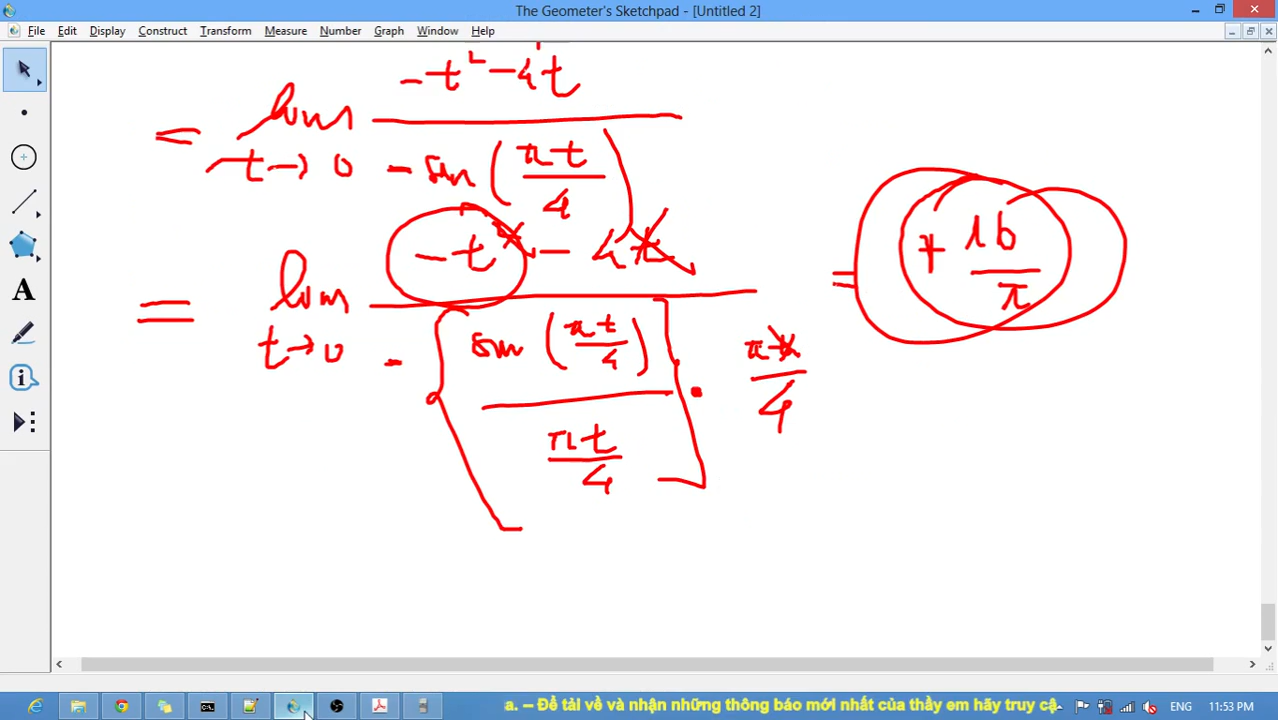 The Geometer's Sketchpad - [Untitled 2]
File Edit Display Construct Transform Measure Number Graph Window Help
-t² - 4t
= lim
t→0 -sin(πt/4)
-t² - 4t
= lim
t→0 - [sin(πt/4) / (πt/4)] . πt/4
= + 16/π
A
a. – Để tải về và nhận những thông báo mới nhất của thầy em hãy truy cậ
ENG 11:53 PM